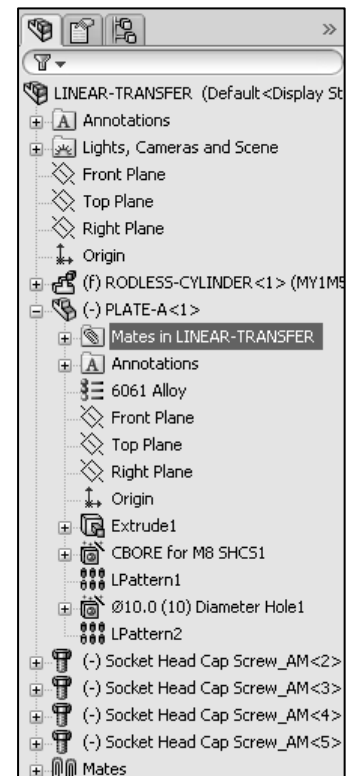 LINEAR-TRANSFER (Default<Display St
Annotations
Lights, Cameras and Scene
Front Plane
Top Plane
Right Plane
Origin
(f) RODLESS-CYLINDER<1> (MY1M5
(-) PLATE-A<1>
Mates in LINEAR-TRANSFER
Annotations
6061 Alloy
Front Plane
Top Plane
Right Plane
Origin
Extrude1
CBORE for M8 SHCS1
LPattern1
Ø10.0 (10) Diameter Hole1
LPattern2
(-) Socket Head Cap Screw_AM<2>
(-) Socket Head Cap Screw_AM<3>
(-) Socket Head Cap Screw_AM<4>
(-) Socket Head Cap Screw_AM<5>
Mates